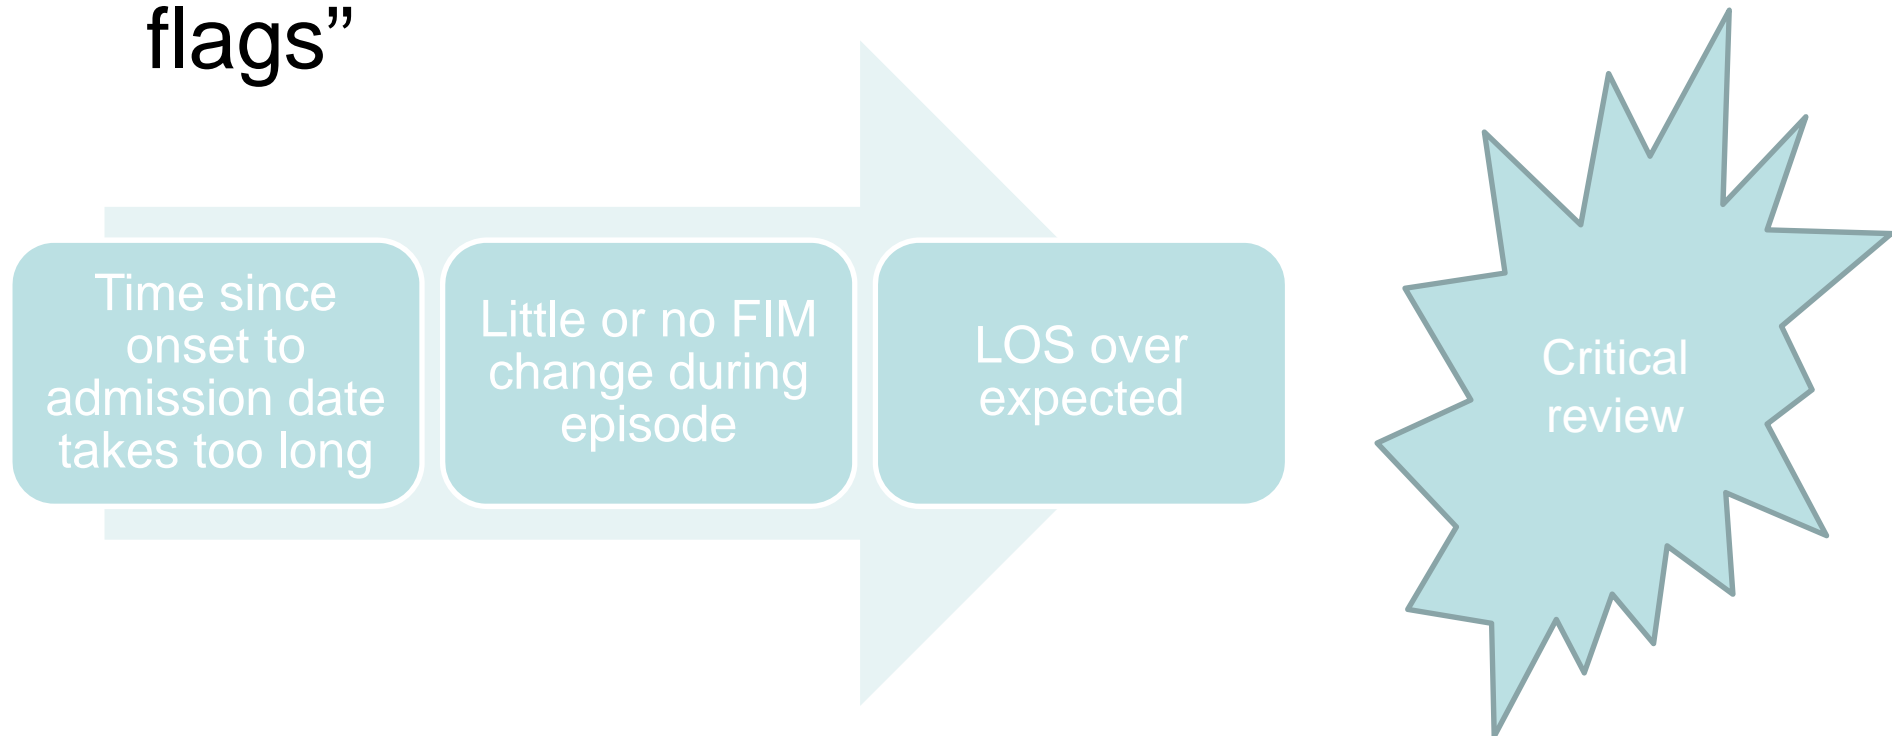 flags”
Time since
onset to
admission date
takes too long
Little or no FIM
change during
episode
LOS over
expected
Critical
review